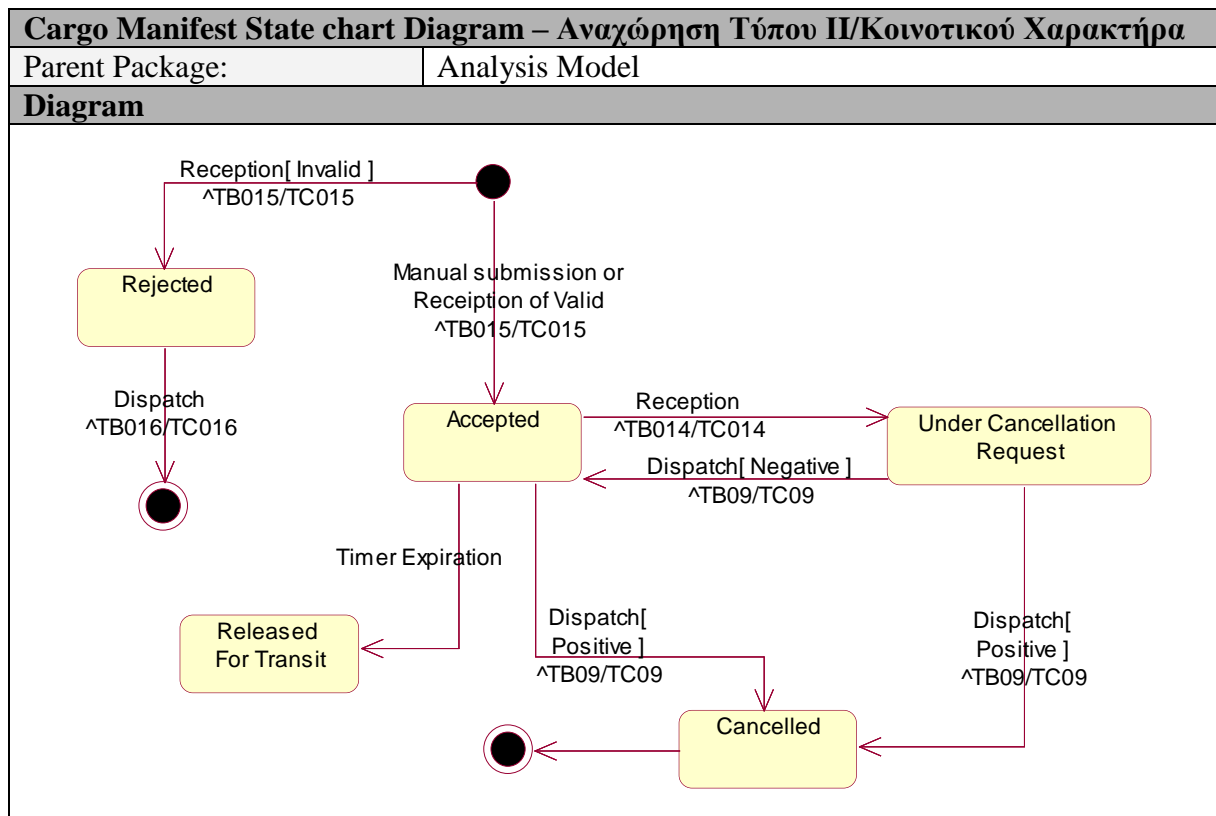 Cargo Manifest State chart Diagram – Αναχώρηση Τύπου ΙΙ/Κοινοτικού Χαρακτήρα
Parent Package: Analysis Model
Diagram
Reception[ Invalid ]
^TB015/TC015
Rejected
Manual submission or
Receiption of Valid
^TB015/TC015
Dispatch
^TB016/TC016
Accepted
Reception
^TB014/TC014
Under Cancellation
Request
Dispatch[ Negative ]
^TB09/TC09
Timer Expiration
Released
For Transit
Dispatch[
Positive ]
^TB09/TC09
Dispatch[
Positive ]
^TB09/TC09
Cancelled